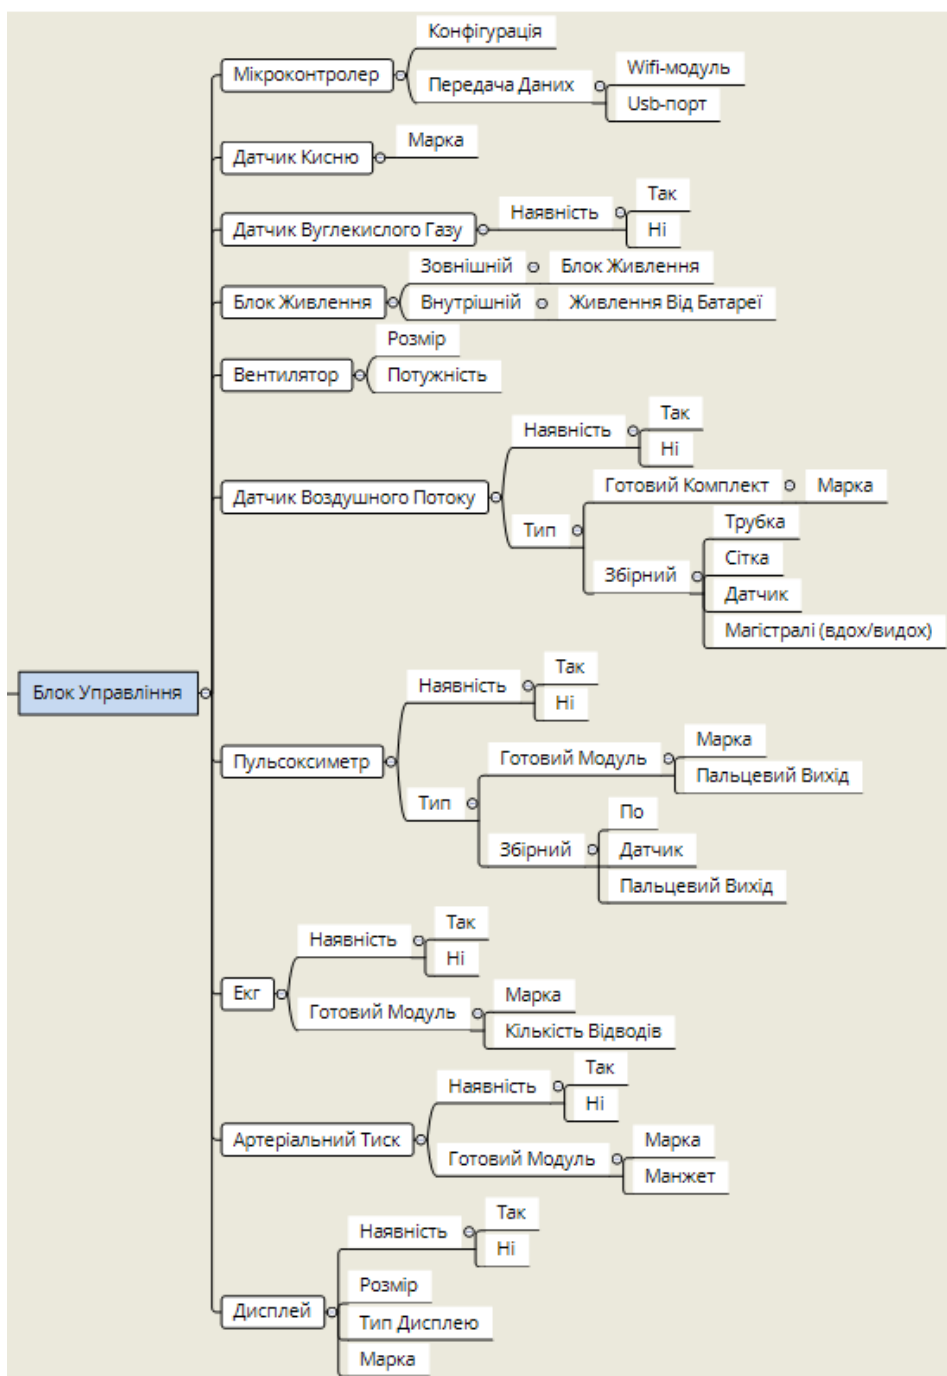 Конфігурація
Мікроконтролер
Передача Даних
Wifi-модуль
Usb-порт
Датчик Кисню
Марка
Датчик Вуглекислого Газу
Наявність
Так
Ні
Зовнішній
Блок Живлення
Блок Живлення
Внутрішній
Живлення Від Батареї
Розмір
Вентилятор
Потужність
Наявність
Так
Ні
Датчик Воздушного Потоку
Тип
Готовий Комплект
Марка
Збірний
Трубка
Сітка
Датчик
Магістралі (вдох/видох)
Блок Управління
Наявність
Так
Ні
Пульсоксиметр
Тип
Готовий Модуль
Марка
Пальцевий Вихід
Збірний
По
Датчик
Пальцевий Вихід
Наявність
Так
Ні
Екг
Готовий Модуль
Марка
Кількість Відводів
Наявність
Так
Ні
Артеріальний Тиск
Готовий Модуль
Марка
Манжет
Наявність
Так
Ні
Дисплей
Розмір
Тип Дисплею
Марка